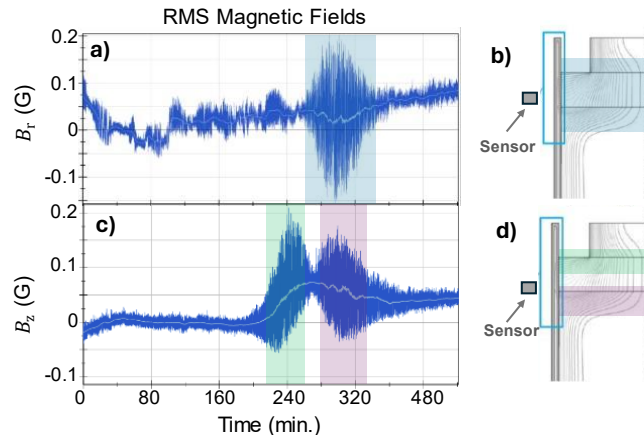 RMS Magnetic Fields
a)
0.2
0.1
0
-0.1
B_r (G)
b)
Sensor
c)
0.2
0.1
0
-0.1
B_z (G)
0 80 160 240 320 480
Time (min.)
d)
Sensor